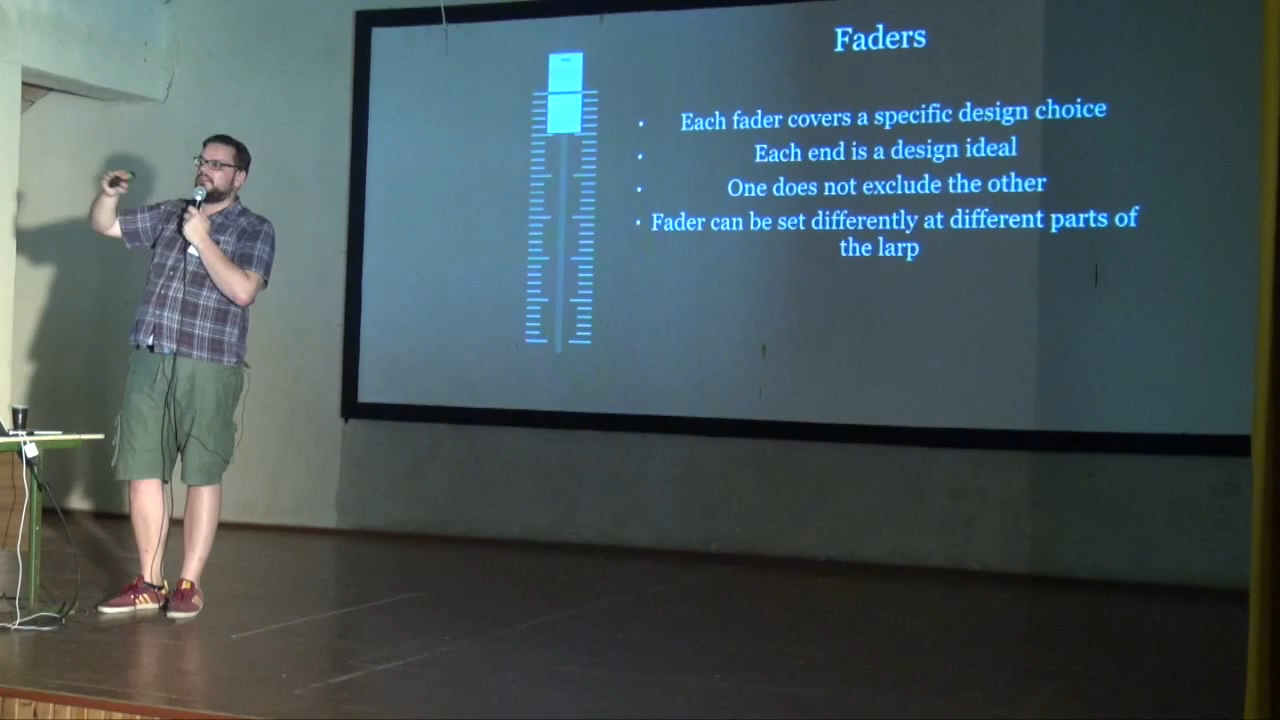 Faders
• Each fader covers a specific design choice
• Each end is a design ideal
• One does not exclude the other
• Fader can be set differently at different parts of
the larp